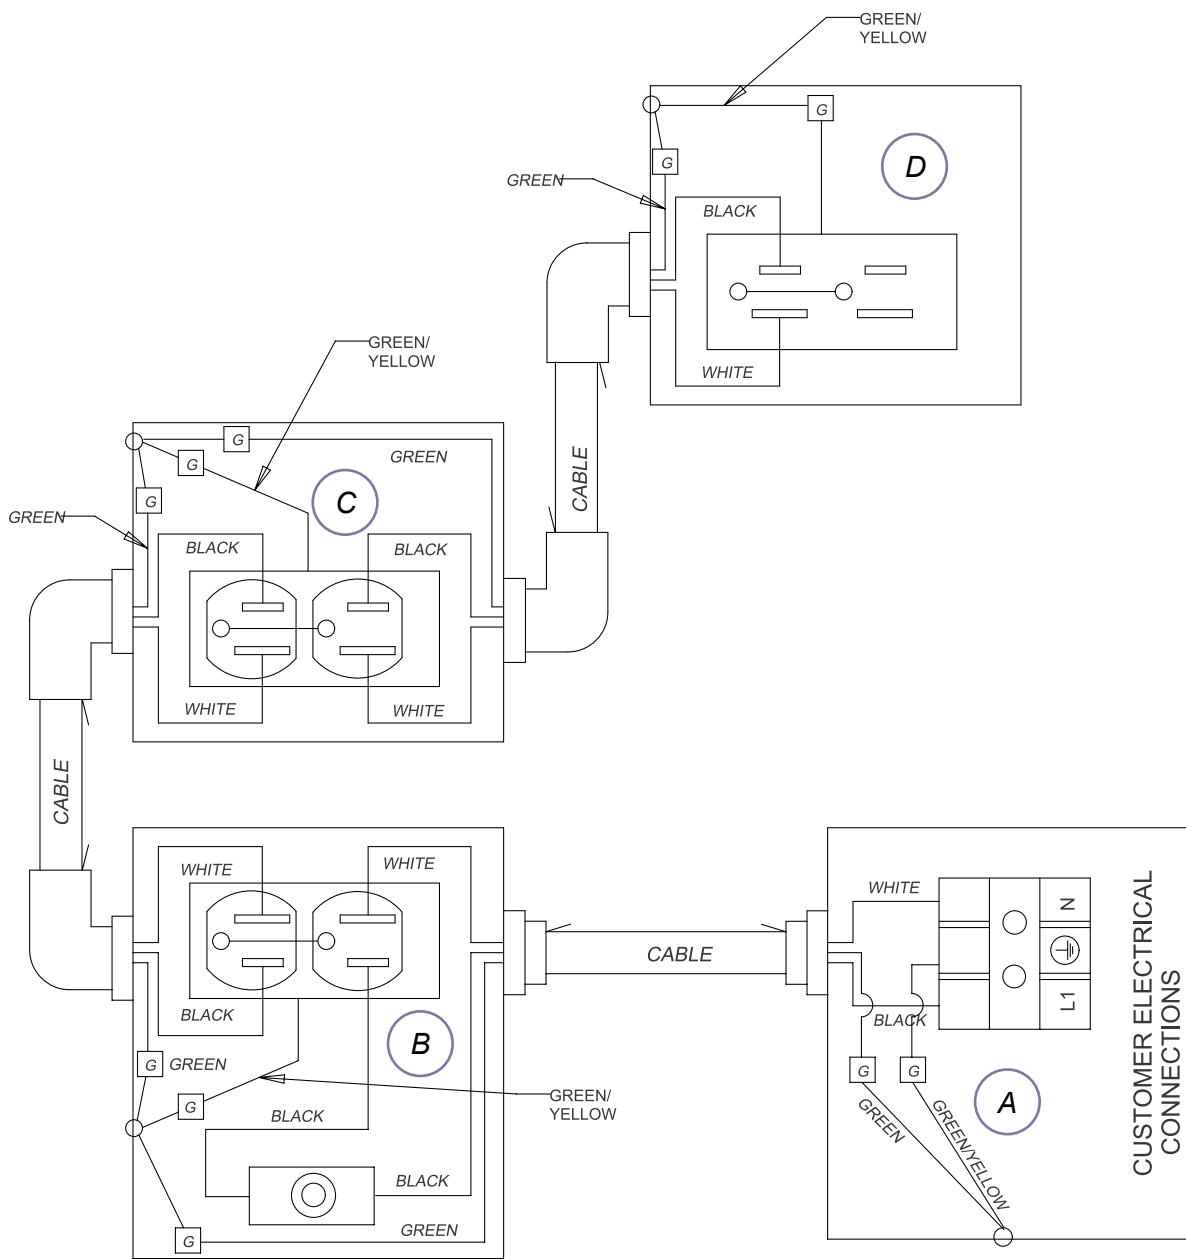 GREEN/
YELLOW
G
D
G
GREEN
BLACK
WHITE
GREEN/
YELLOW
G
GREEN
G
C
G
GREEN
BLACK
BLACK
CABLE
WHITE
WHITE
CABLE
WHITE
WHITE
BLACK
B
G
GREEN
G
GREEN/
YELLOW
BLACK
BLACK
GREEN
G
CABLE
WHITE
N
L1
BLACK
G
G
A
GREEN
GREEN/YELLOW
CUSTOMER ELECTRICAL
CONNECTIONS